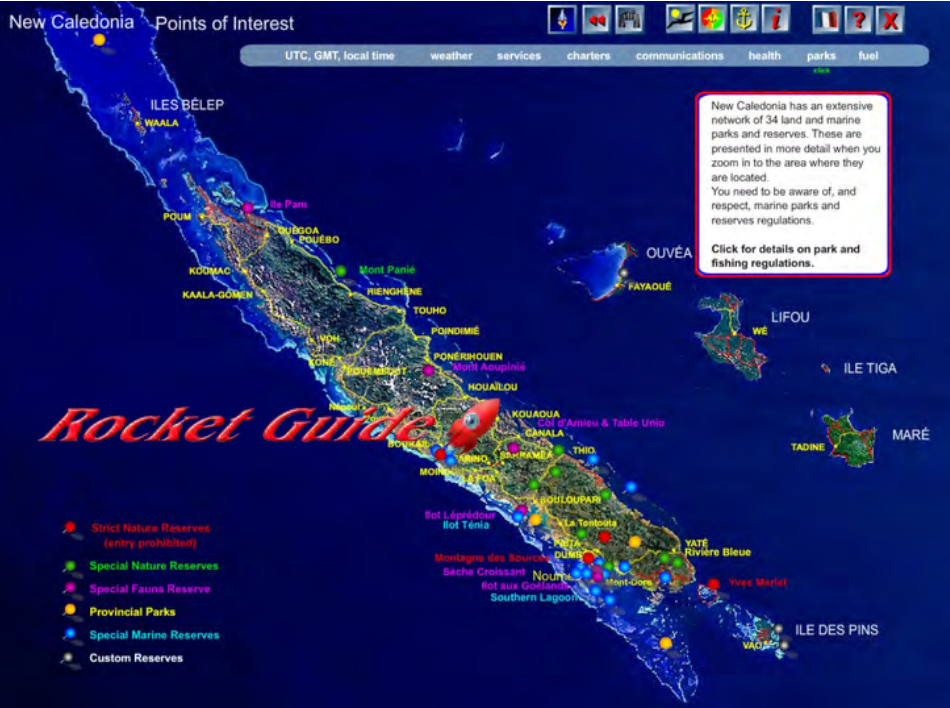 New Caledonia Points of Interest
UTC, GMT, local time weather services charters communications health parks fuel
click
New Caledonia has an extensive
network of 34 land and marine
parks and reserves. These are
presented in more detail when you
zoom in to the area where they
are located.
You need to be aware of, and
respect, marine parks and
reserves regulations.
Click for details on park and
fishing regulations.
ILES BÉLEP
WAALA
Ile Pam
POUM
OUÉGOA
POUÉBO
OUVÉA
KOUMAC
Mont Panié
FAYAOUÉ
KAALA-GOMEN
HIENGHÈNE
TOUHO
LIFOU
POINDIMIÉ
WÉ
VOH
PONÉRIHOUEN
KONÉ
Mont Aoupinié
ILE TIGA
POUEMBOUT
HOUAÏLOU
Rocket Guide
KOUAOUA
Col d'Amieu & Table Unio
CANALA
MARÉ
TADINE
BOURAIL
THIO
SARRAMÉA
LA FOA
BOULOUPARI
Ilot Léprédour
Ilot Ténia
La Tontouta
Strict Nature Reserves
(entry prohibited)
PAITA
YATÉ
DUMB
Rivière Bleue
Montagne des Sources
Special Nature Reserves
Sèche Croissant
Noum
Mont-Dore
Yves Merlet
Ilot aux Goélands
Special Fauna Reserve
Southern Lagoon
Provincial Parks
ILE DES PINS
Special Marine Reserves
VAO
Custom Reserves